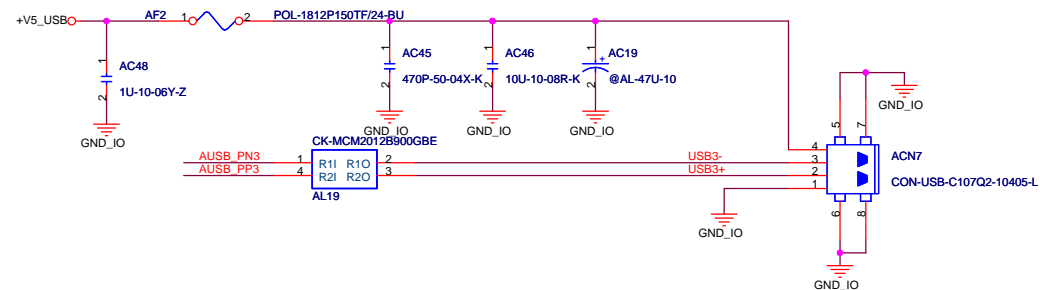 +V5_USB
AF2
1
2
POL-1812P150TF/24-BU
1
AC48
2
1U-10-06Y-Z
GND_IO
1
AC45
2
470P-50-04X-K
GND_IO
1
AC46
2
10U-10-08R-K
GND_IO
1
+
AC19
2
@AL-47U-10
GND_IO
CK-MCM2012B900GBE
AUSB_PN3
1
R1I R1O
2
USB3-
AUSB_PP3
4
R2I R2O
3
USB3+
AL19
GND_IO
5
7
GND_IO
4
3
2
1
ACN7
CON-USB-C107Q2-10405-L
6
8
GND_IO